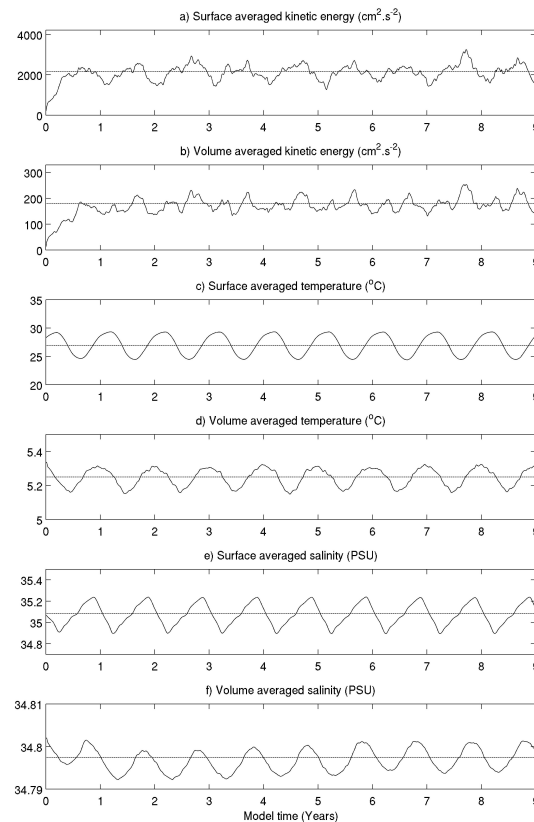 a) Surface averaged kinetic energy (cm².s⁻²)
4000
2000
0
0 1 2 3 4 5 6 7 8 9
b) Volume averaged kinetic energy (cm².s⁻²)
300
200
100
0
0 1 2 3 4 5 6 7 8 9
c) Surface averaged temperature (°C)
35
30
25
20
0 1 2 3 4 5 6 7 8 9
d) Volume averaged temperature (°C)
5.4
5.2
5
0 1 2 3 4 5 6 7 8 9
e) Surface averaged salinity (PSU)
35.4
35.2
35
34.8
0 1 2 3 4 5 6 7 8 9
f) Volume averaged salinity (PSU)
34.81
34.8
34.79
0 1 2 3 4 5 6 7 8 9
Model time (Years)